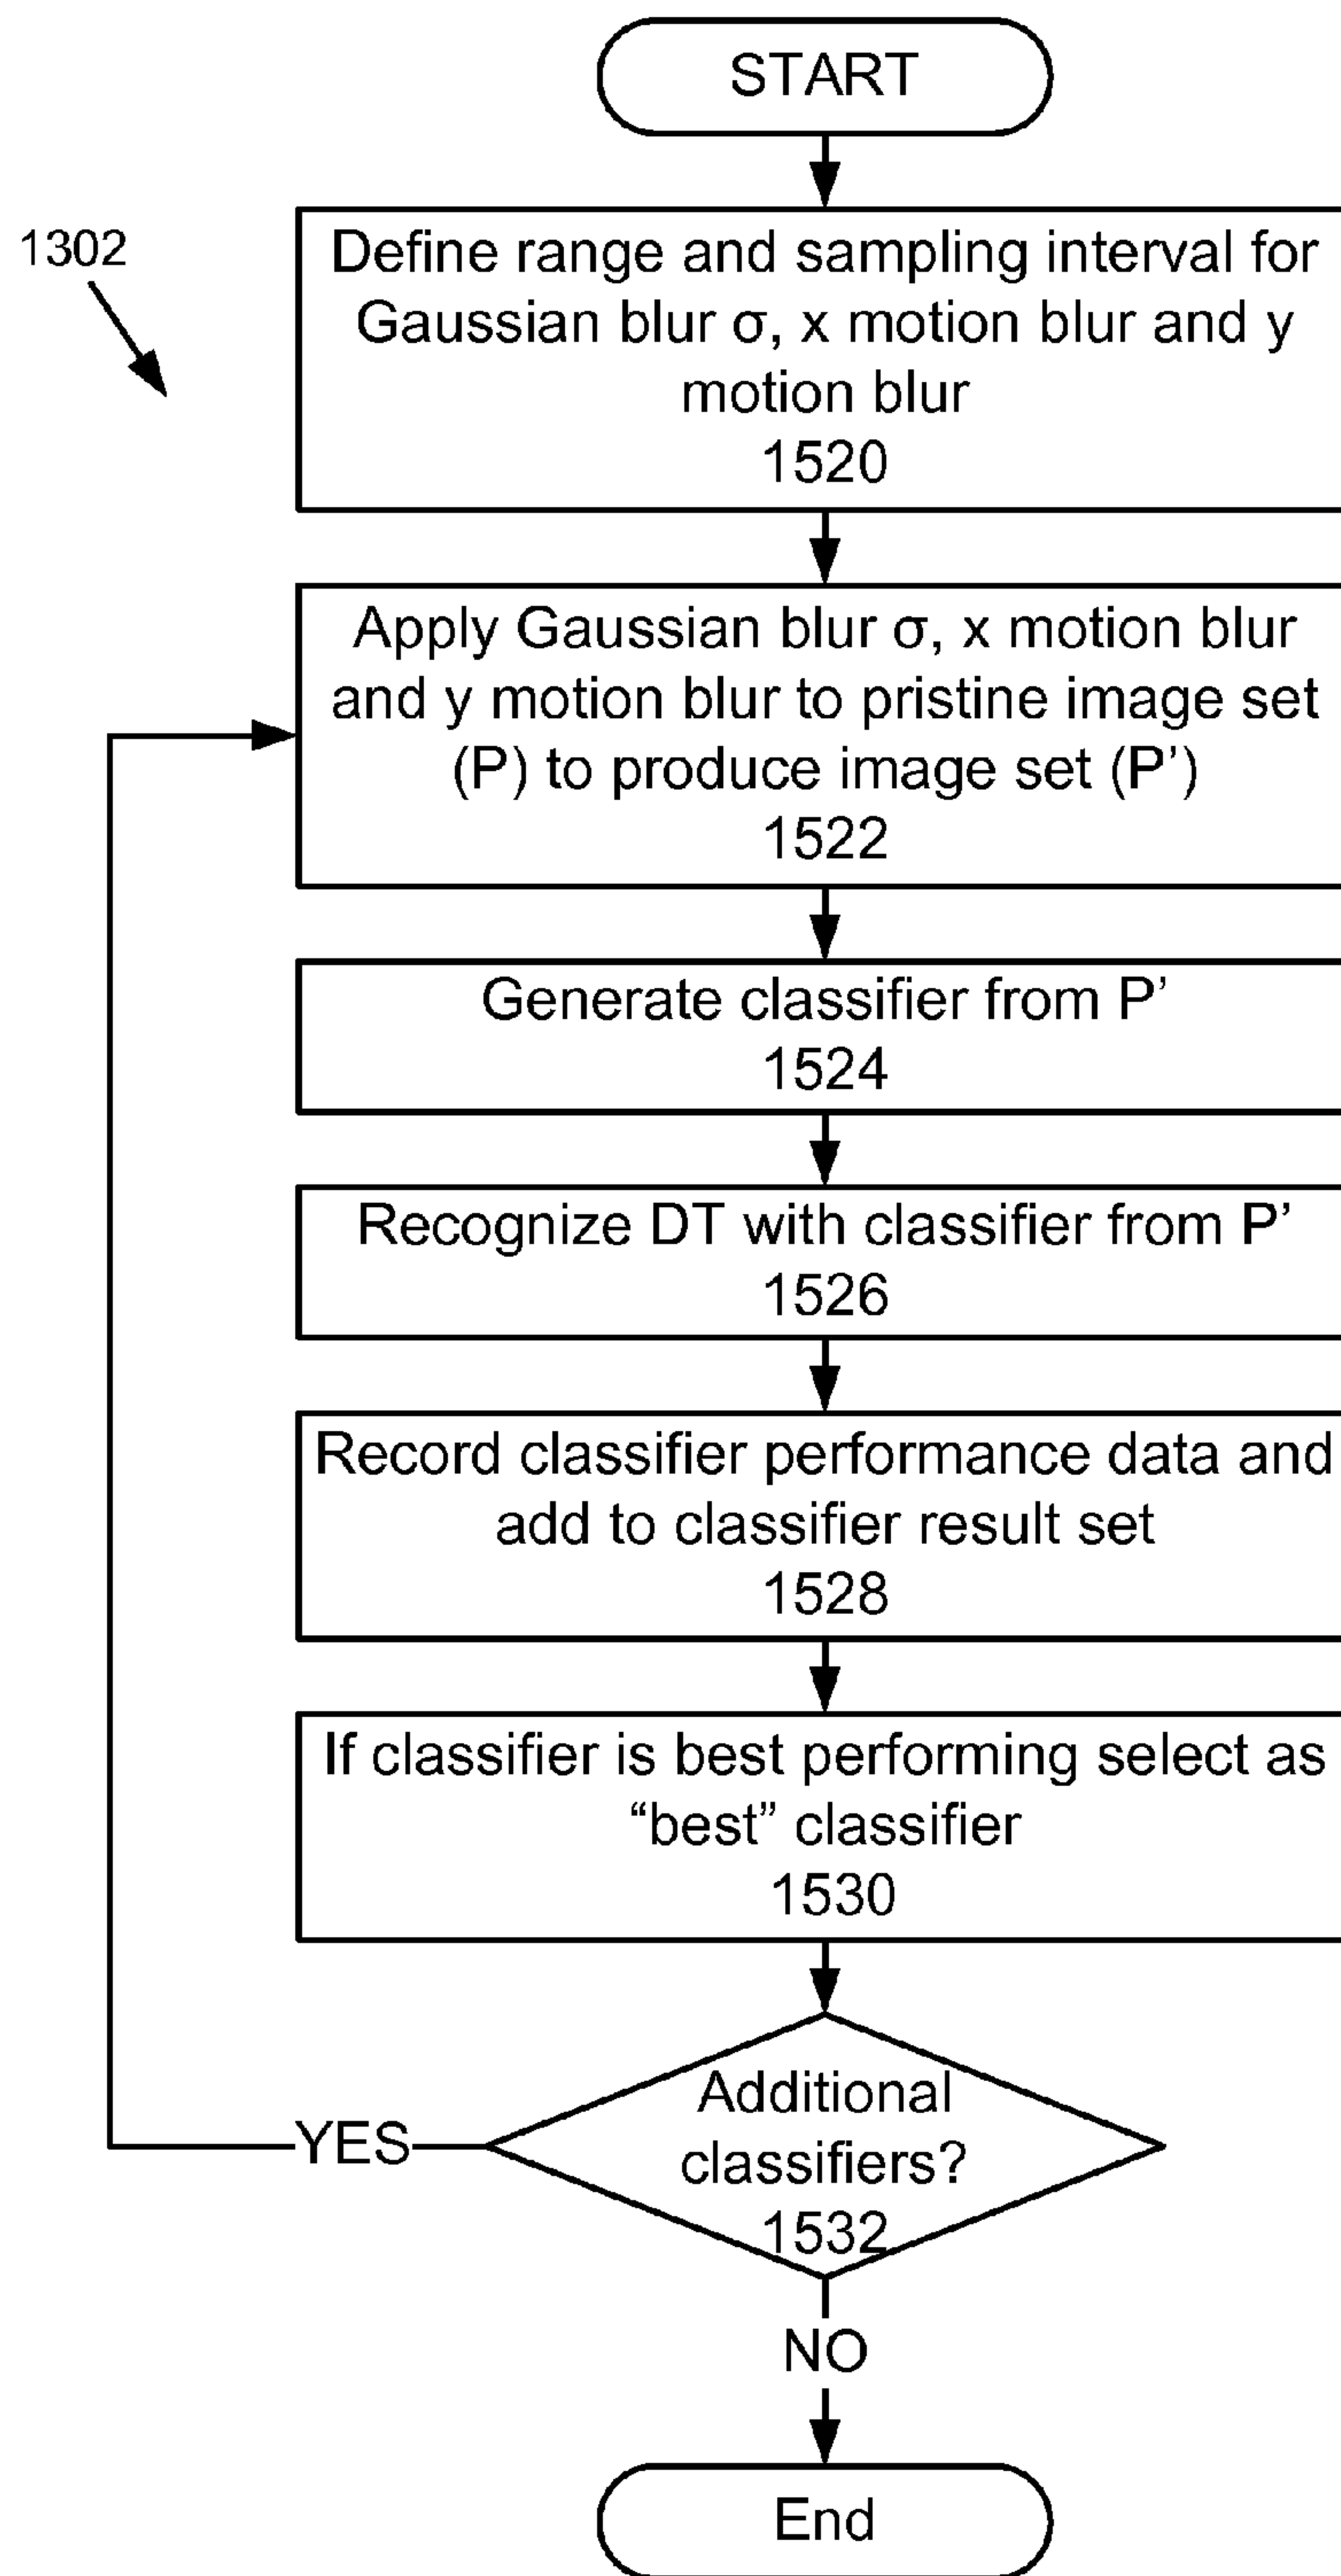 START
1302
Define range and sampling interval for
Gaussian blur σ, x motion blur and y
motion blur
1520
Apply Gaussian blur σ, x motion blur
and y motion blur to pristine image set
(P) to produce image set (P’)
1522
Generate classifier from P’
1524
Recognize DT with classifier from P’
1526
Record classifier performance data and
add to classifier result set
1528
If classifier is best performing select as
“best” classifier
1530
Additional
classifiers?
1532
YES
NO
End